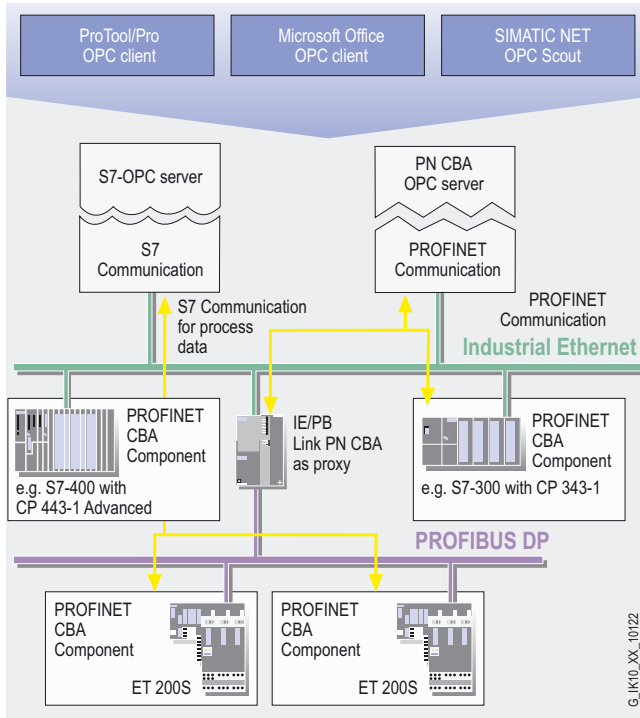 ProTool/Pro
OPC client
Microsoft Office
OPC client
SIMATIC NET
OPC Scout
S7-OPC server
S7
Communication
PN CBA
OPC server
PROFINET
Communication
S7 Communication
for process
data
PROFINET
Communication
Industrial Ethernet
PROFINET
CBA
Component
e.g. S7-400 with
CP 443-1 Advanced
IE/PB
Link PN CBA
as proxy
PROFINET
CBA
Component
e.g. S7-300 with CP 343-1
PROFIBUS DP
PROFINET
CBA
Component
ET 200S
PROFINET
CBA
Component
ET 200S
G_IK10_XX_10122